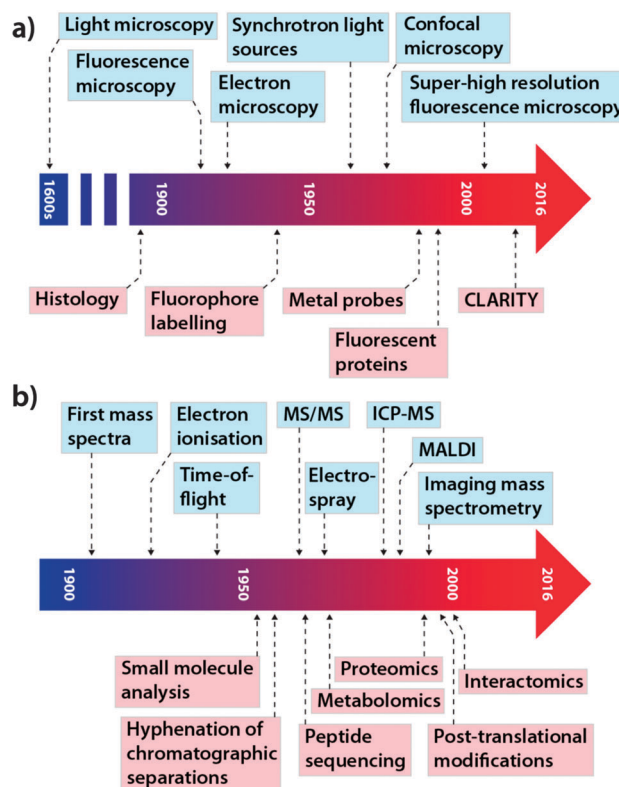 a)
Light microscopy
Synchrotron light
sources
Confocal
microscopy
Fluorescence
microscopy
Electron
microscopy
Super-high resolution
fluorescence microscopy
1600s
1900
1950
2000
2016
Histology
Fluorophore
labelling
Metal probes
CLARITY
Fluorescent
proteins
b)
First mass
spectra
Electron
ionisation
MS/MS
ICP-MS
MALDI
Time-of-
flight
Electro-
spray
Imaging mass
spectrometry
1900
1950
2000
2016
Small molecule
analysis
Proteomics
Interactomics
Metabolomics
Hyphenation of
chromatographic
separations
Peptide
sequencing
Post-translational
modifications